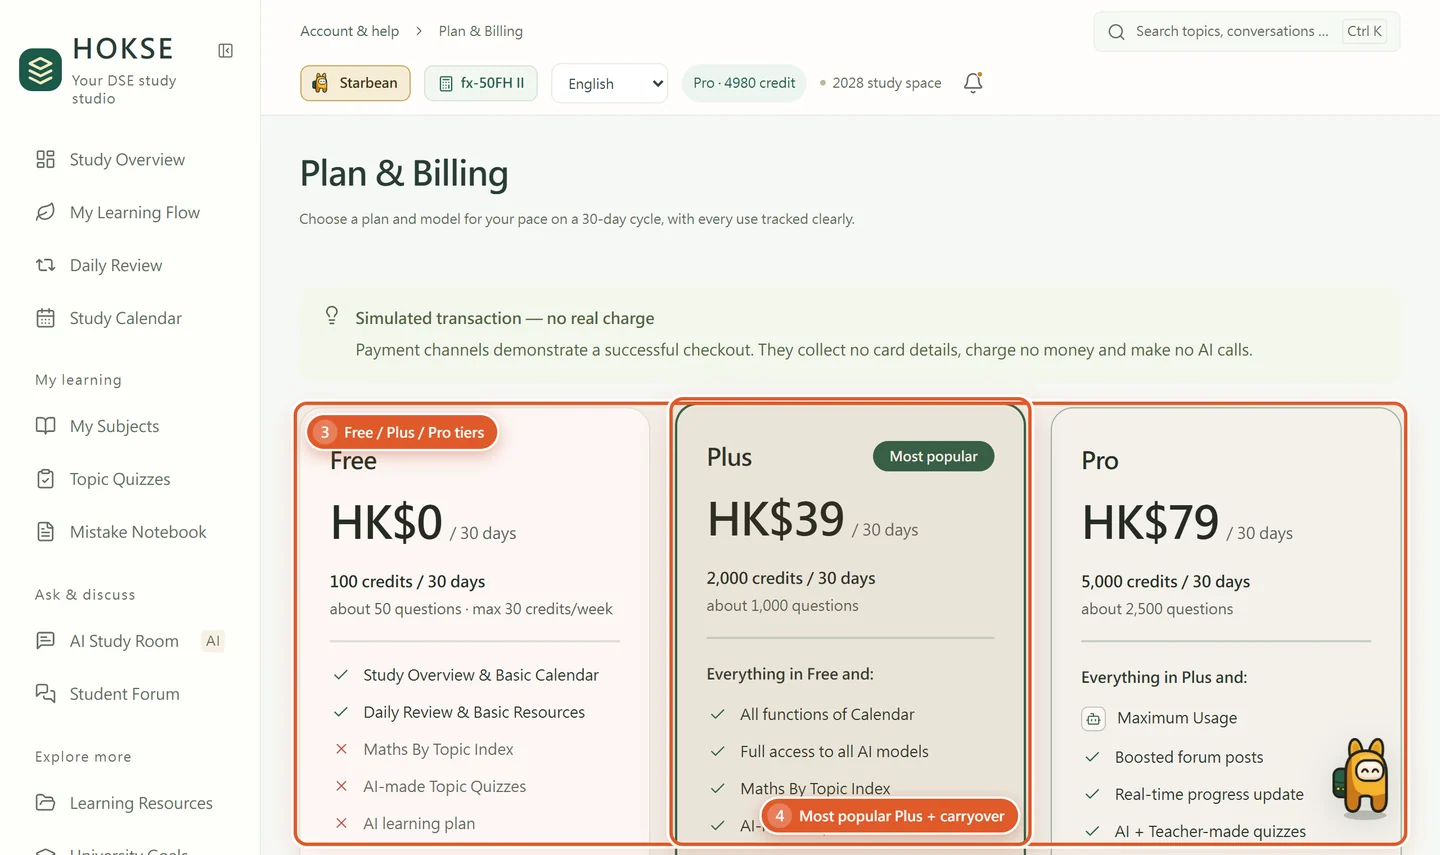 HOKSE
Your DSE study
studio
Study Overview
My Learning Flow
Daily Review
Study Calendar
My learning
My Subjects
Topic Quizzes
Mistake Notebook
Ask & discuss
AI Study Room
AI
Student Forum
Explore more
Learning Resources
University Goals
Account & help > Plan & Billing
Search topics, conversations ...
Ctrl K
Starbean
fx-50FH II
English
Pro · 4980 credit
2028 study space
Plan & Billing
Choose a plan and model for your pace on a 30-day cycle, with every use tracked clearly.
Simulated transaction — no real charge
Payment channels demonstrate a successful checkout. They collect no card details, charge no money and make no AI calls.
3 Free / Plus / Pro tiers
Free
HK$0 / 30 days
100 credits / 30 days
about 50 questions · max 30 credits/week
Study Overview & Basic Calendar
Daily Review & Basic Resources
Maths By Topic Index
AI-made Topic Quizzes
AI learning plan
Plus
Most popular
HK$39 / 30 days
2,000 credits / 30 days
about 1,000 questions
Everything in Free and:
All functions of Calendar
Full access to all AI models
Maths By Topic Index
4 Most popular Plus + carryover
Pro
HK$79 / 30 days
5,000 credits / 30 days
about 2,500 questions
Everything in Plus and:
Maximum Usage
Boosted forum posts
Real-time progress update
AI + Teacher-made quizzes